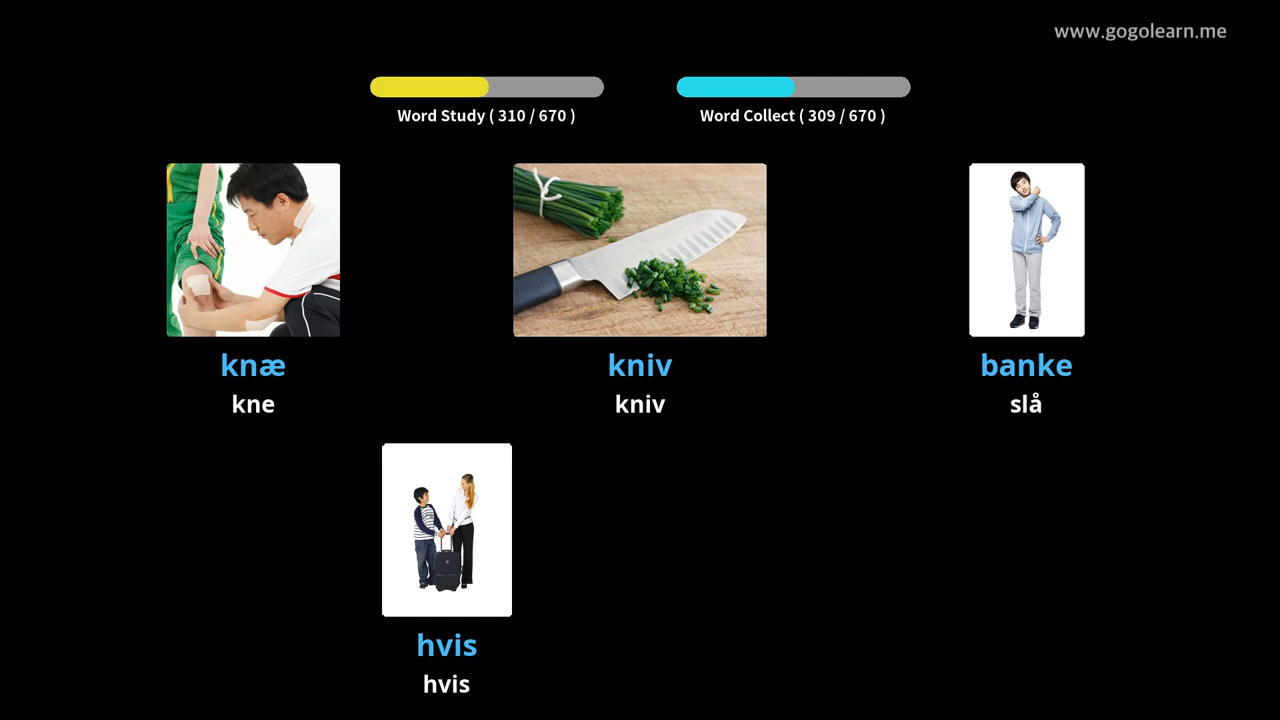 www.gogolearn.me
Word Study ( 310 / 670 )
Word Collect ( 309 / 670 )
knæ
kne
kniv
kniv
banke
slå
hvis
hvis